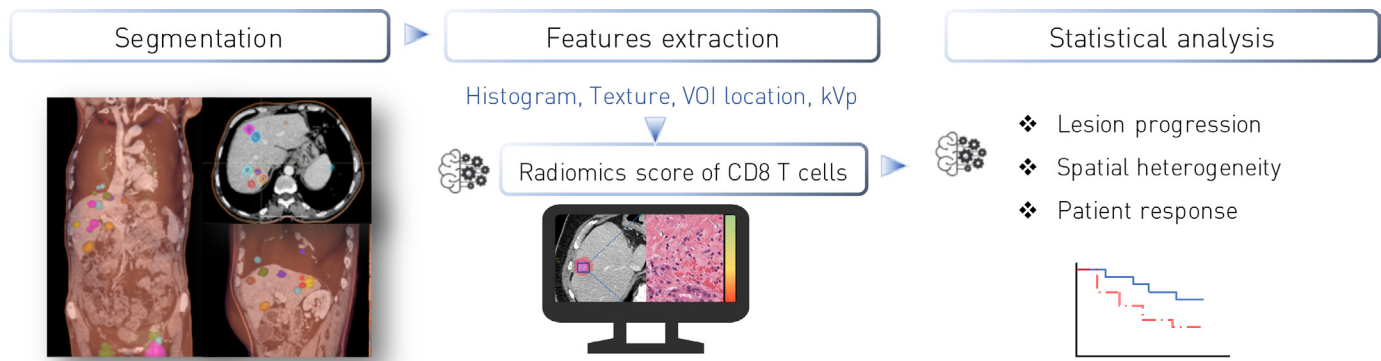 Segmentation
Features extraction
Statistical analysis
Histogram, Texture, VOI location, kVp
Radiomics score of CD8 T cells
❖ Lesion progression
❖ Spatial heterogeneity
❖ Patient response